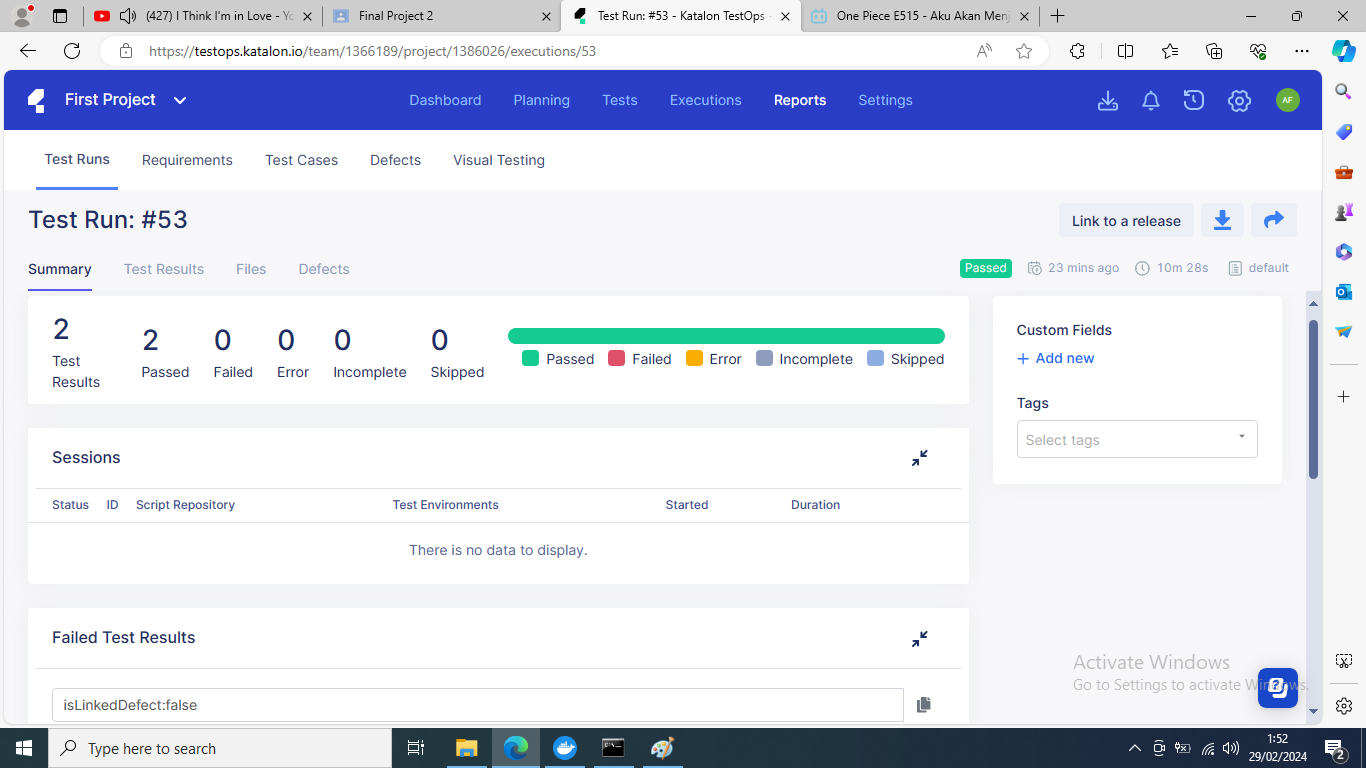 (427) I Think I'm in Love - Yo
Final Project 2
Test Run: #53 - Katalon TestOps -
One Piece E515 - Aku Akan Menj
https://testops.katalon.io/team/1366189/project/1386026/executions/53
First Project
Dashboard
Planning
Tests
Executions
Reports
Settings
AF
Test Runs
Requirements
Test Cases
Defects
Visual Testing
Test Run: #53
Link to a release
Summary
Test Results
Files
Defects
Passed
23 mins ago
10m 28s
default
2
Test
Results
2
Passed
0
Failed
0
Error
0
Incomplete
0
Skipped
Passed
Failed
Error
Incomplete
Skipped
Custom Fields
+ Add new
Tags
Select tags
Sessions
Status
ID
Script Repository
Test Environments
Started
Duration
There is no data to display.
Failed Test Results
isLinkedDefect:false
Activate Windows
Go to Settings to activate Windows.
Type here to search
1:52
29/02/2024
2